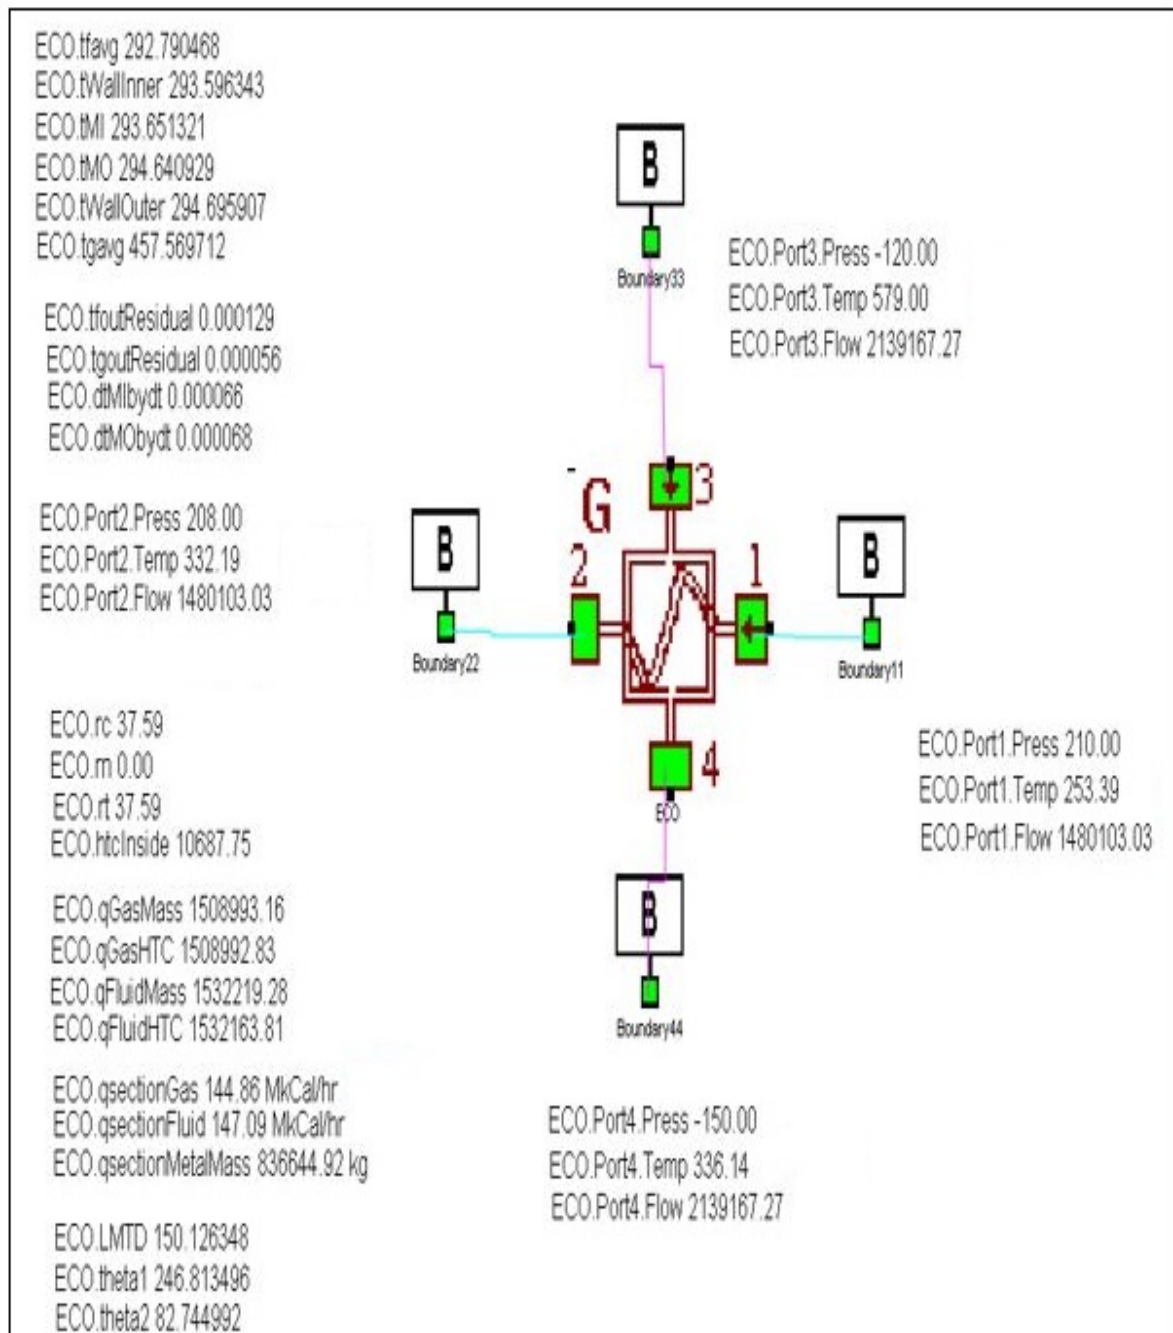 ECO.tfavg 292.790468
ECO.tWallInner 293.596343
ECO.tMI 293.651321
ECO.tMO 294.640929
ECO.tWallOuter 294.695907
ECO.tgavg 457.569712
ECO.tfoutResidual 0.000129
ECO.tgoutResidual 0.000056
ECO.dtMIbydt 0.000066
ECO.dtMObydt 0.000068
B
Boundary33
ECO.Port3.Press -120.00
ECO.Port3.Temp 579.00
ECO.Port3.Flow 2139167.27
ECO.Port2.Press 208.00
ECO.Port2.Temp 332.19
ECO.Port2.Flow 1480103.03
B
Boundary22
G
3
2
1
4
ECO
B
Boundary11
ECO.Port1.Press 210.00
ECO.Port1.Temp 253.39
ECO.Port1.Flow 1480103.03
B
Boundary44
ECO.rc 37.59
ECO.rn 0.00
ECO.rt 37.59
ECO.htcInside 10687.75
ECO.qGasMass 1508993.16
ECO.qGasHTC 1508992.83
ECO.qFluidMass 1532219.28
ECO.qFluidHTC 1532163.81
ECO.qsectionGas 144.86 MkCal/hr
ECO.qsectionFluid 147.09 MkCal/hr
ECO.qsectionMetalMass 836644.92 kg
ECO.Port4.Press -150.00
ECO.Port4.Temp 336.14
ECO.Port4.Flow 2139167.27
ECO.LMTD 150.126348
ECO.theta1 246.813496
ECO.theta2 82.744992